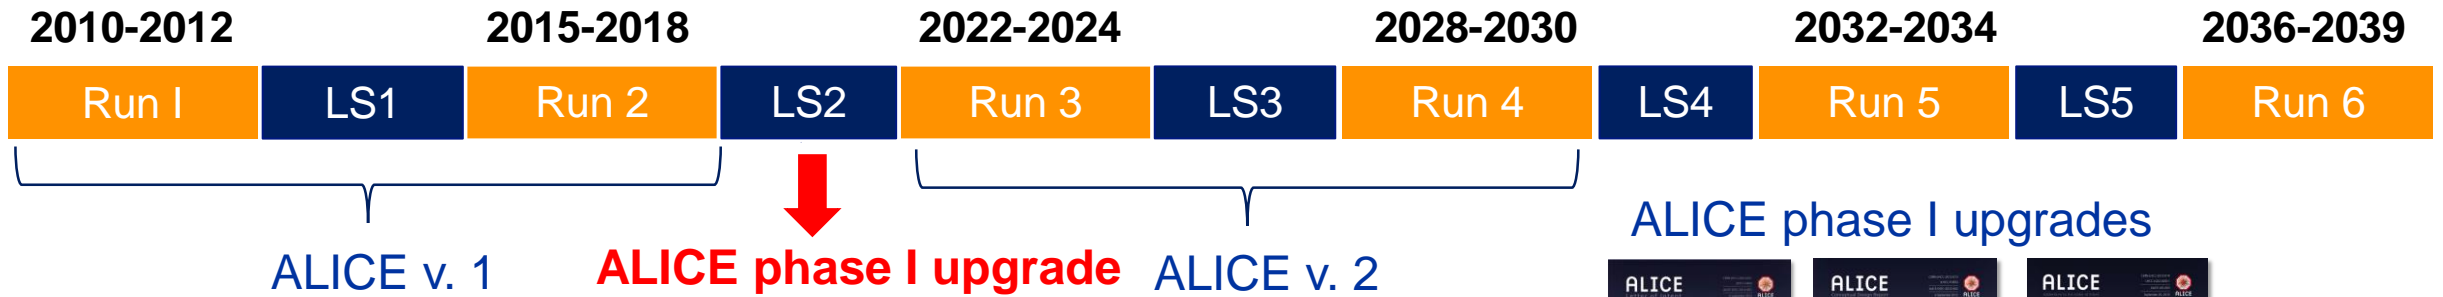 2010-2012 2015-2018 2022-2024 2028-2030 2032-2034 2036-2039
Run I LS1 Run 2 LS2 Run 3 LS3 Run 4 LS4 Run 5 LS5 Run 6
ALICE phase I upgrades
ALICE v. 1 ALICE phase I upgrade ALICE v. 2
ALICE ALICE ALICE